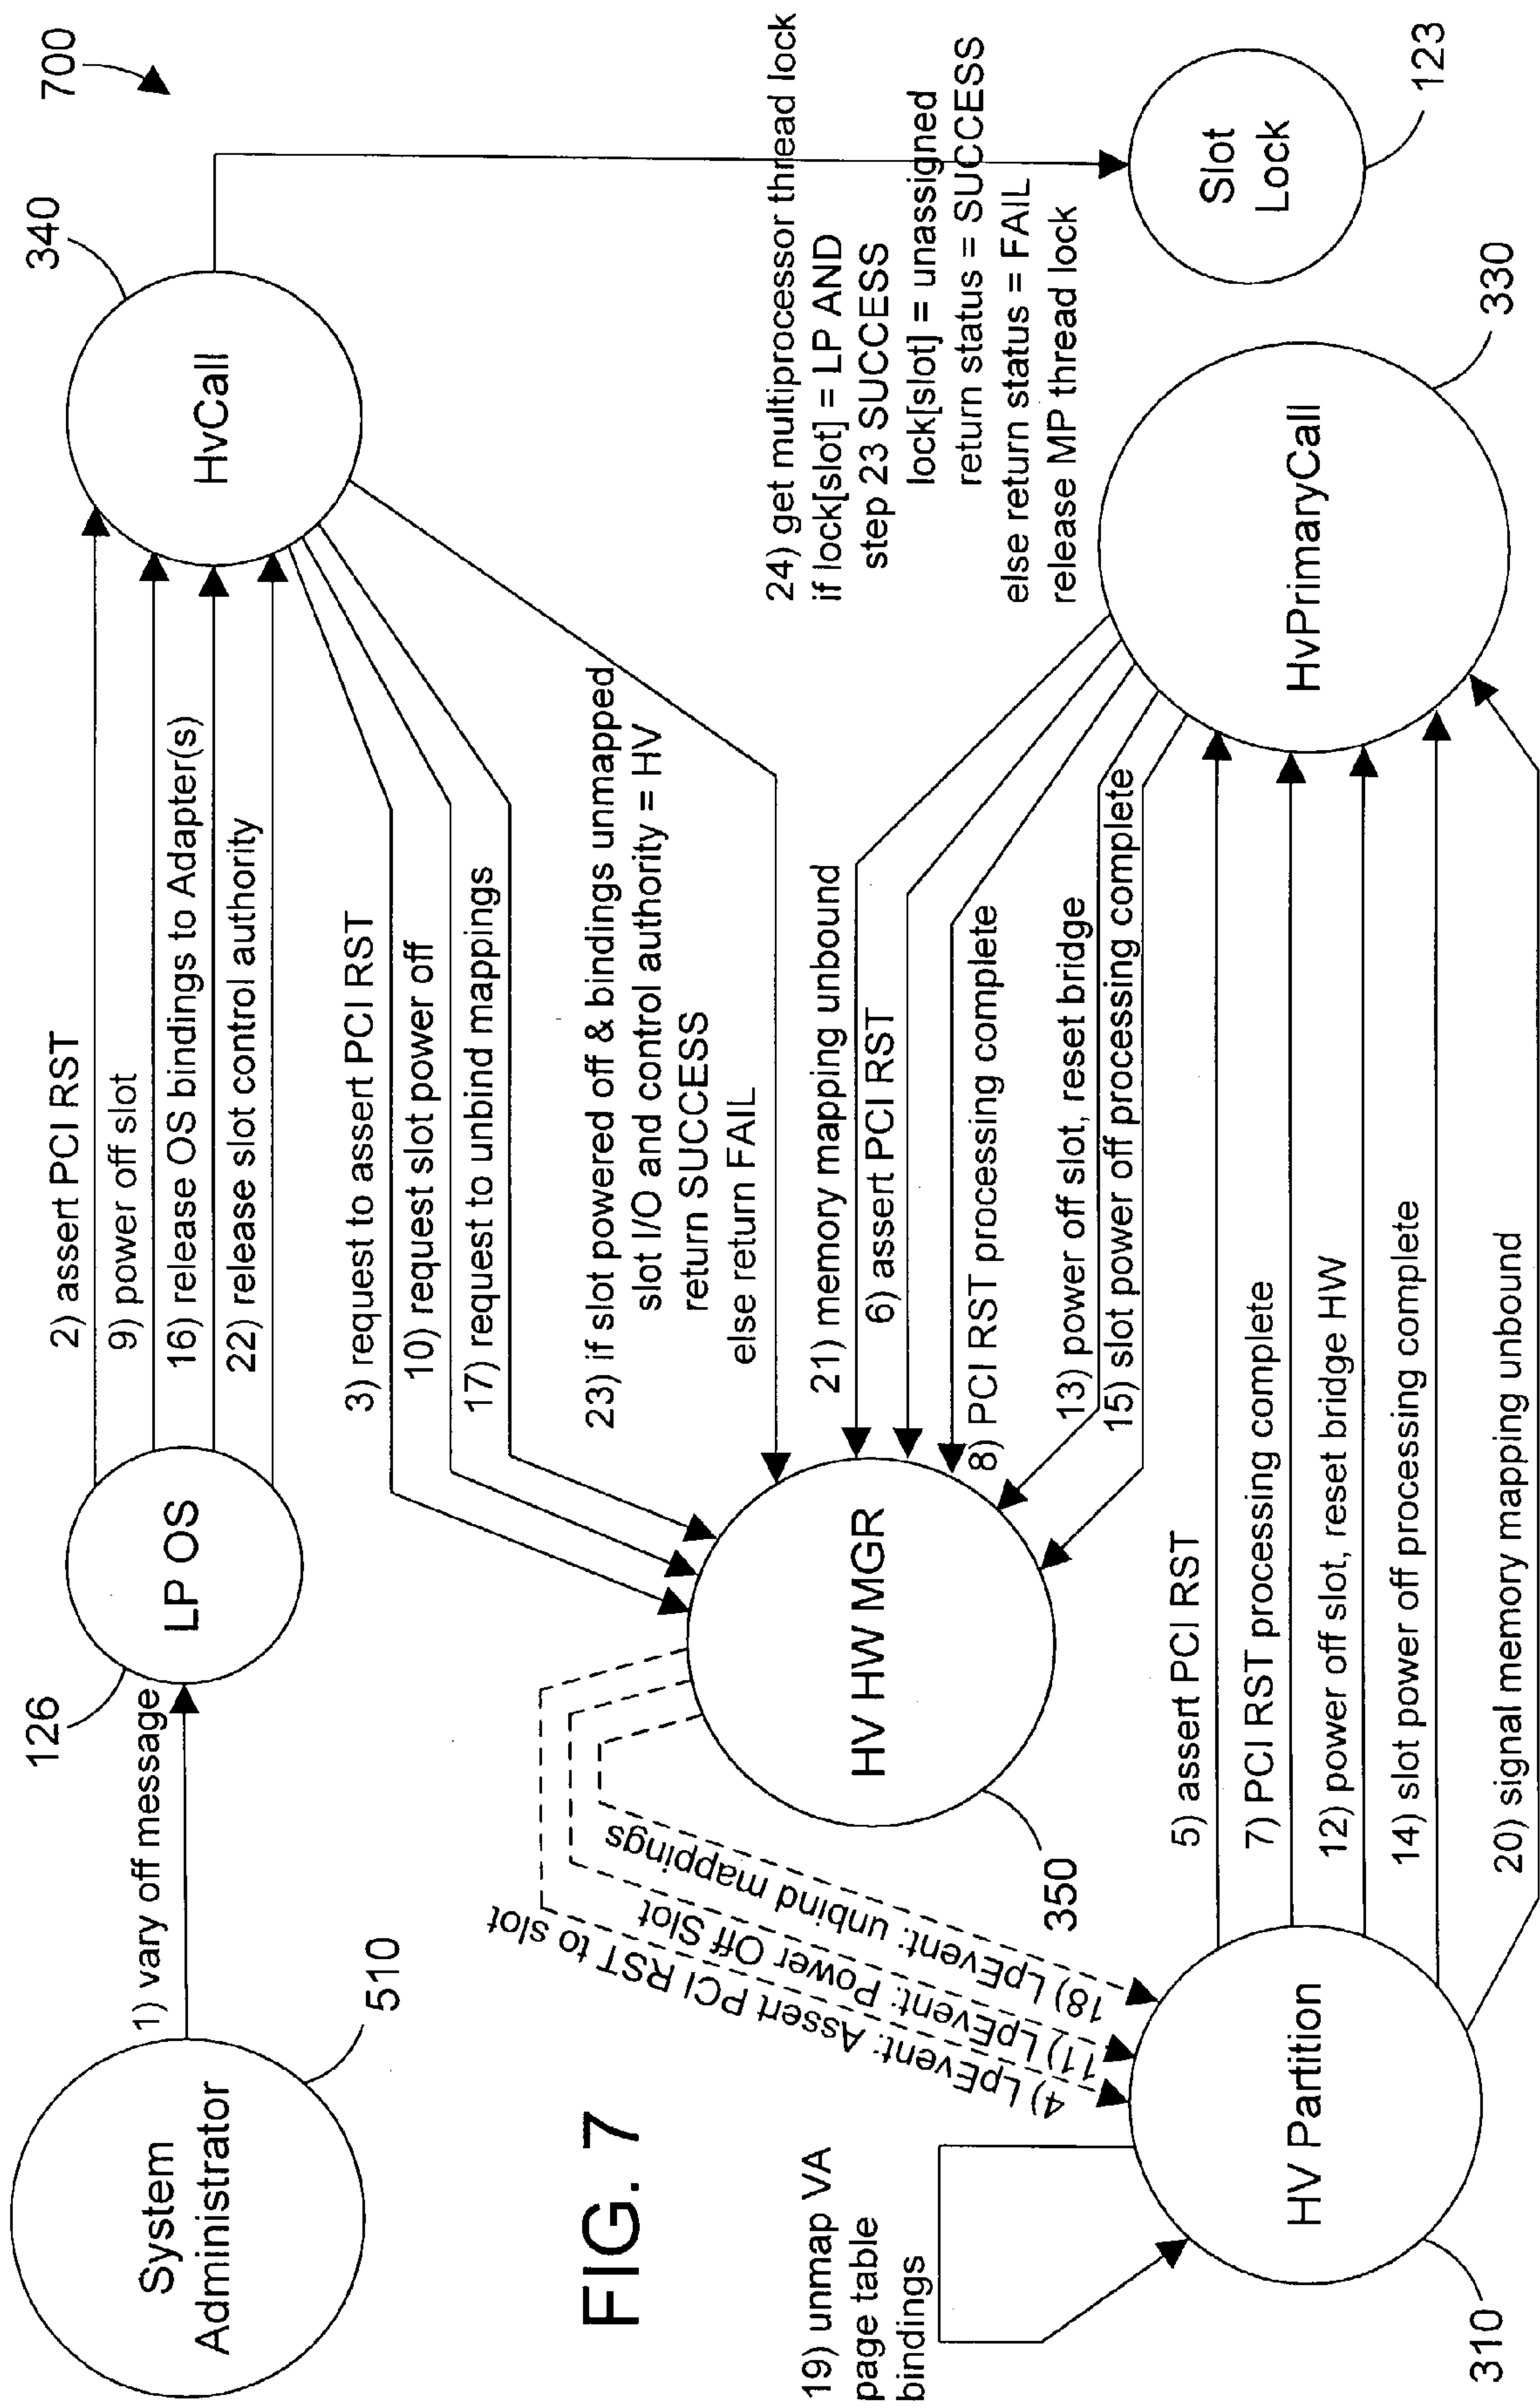 700
System
Administrator
510
1) vary off message
126
LP OS
2) assert PCI RST
9) power off slot
16) release OS bindings to Adapter(s)
22) release slot control authority
340
HvCall
3) request to assert PCI RST
10) request slot power off
17) request to unbind mappings
23) if slot powered off & bindings unmapped
slot I/O and control authority = HV
return SUCCESS
else return FAIL
24) get multiprocessor thread lock
if lock[slot] = LP AND
step 23 SUCCESS
lock[slot] = unassigned
return status = SUCCESS
else return status = FAIL
release MP thread lock
Slot
Lock
123
FIG. 7
HV HW MGR
350
21) memory mapping unbound
6) assert PCI RST
8) PCI RST processing complete
13) power off slot, reset bridge
15) slot power off processing complete
18) LpEvent: unbind mappings
11) LpEvent: Power Off Slot
4) LpEvent: Assert PCI RST to slot
19) unmap VA
page table
bindings
HV Partition
310
5) assert PCI RST
7) PCI RST processing complete
12) power off slot, reset bridge HW
14) slot power off processing complete
20) signal memory mapping unbound
HvPrimaryCall
330